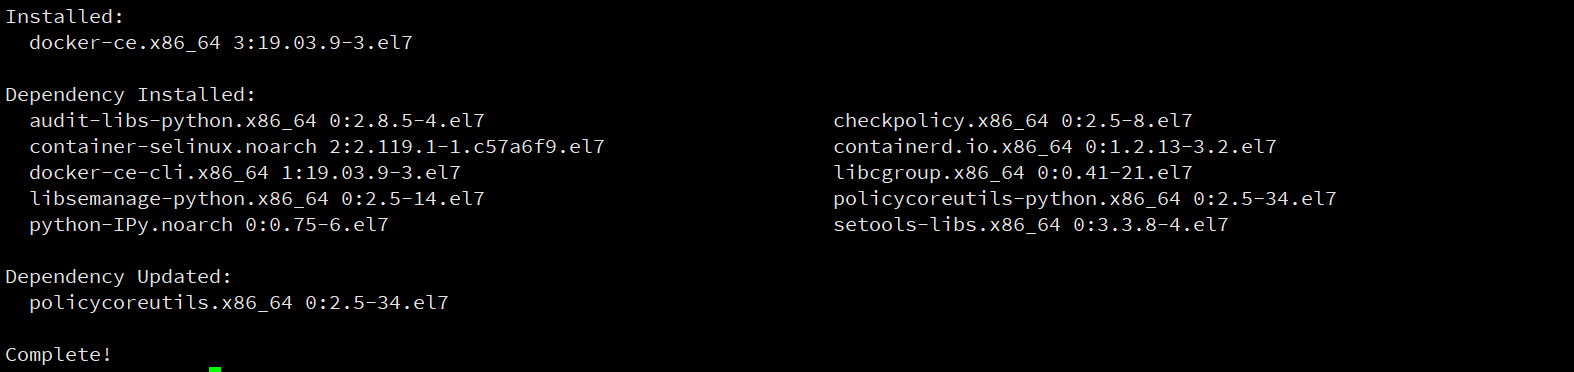 Installed:
  docker-ce.x86_64 3:19.03.9-3.el7

Dependency Installed:
  audit-libs-python.x86_64 0:2.8.5-4.el7                             checkpolicy.x86_64 0:2.5-8.el7
  container-selinux.noarch 2:2.119.1-1.c57a6f9.el7                   containerd.io.x86_64 0:1.2.13-3.2.el7
  docker-ce-cli.x86_64 1:19.03.9-3.el7                               libcgroup.x86_64 0:0.41-21.el7
  libsemanage-python.x86_64 0:2.5-14.el7                             policycoreutils-python.x86_64 0:2.5-34.el7
  python-IPy.noarch 0:0.75-6.el7                                     setools-libs.x86_64 0:3.3.8-4.el7

Dependency Updated:
  policycoreutils.x86_64 0:2.5-34.el7

Complete!